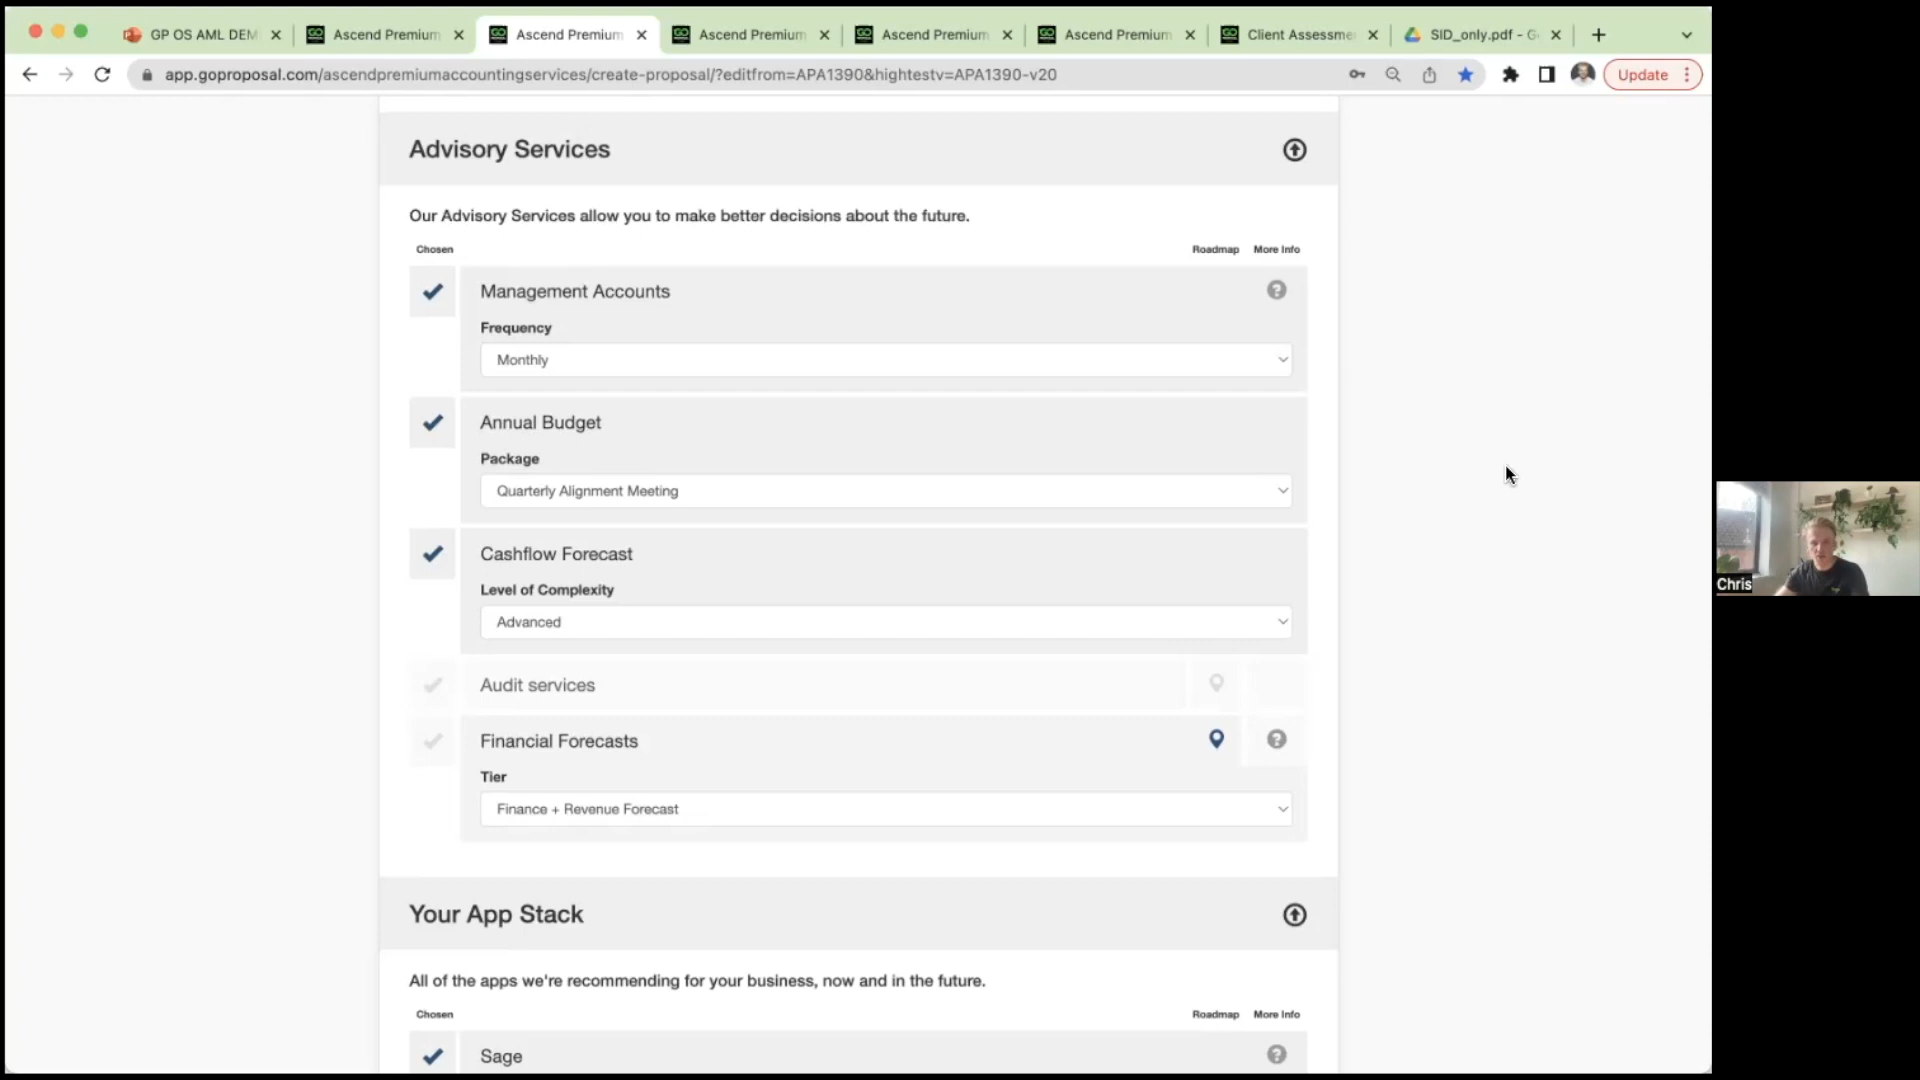 GP OS AML DEM
Ascend Premium
Ascend Premium
Ascend Premium
Ascend Premium
Ascend Premium
Client Assessme
SID_only.pdf - G
app.goproposal.com/ascendpremiumaccountingservices/create-proposal/?editfrom=APA1390&hightestv=APA1390-v20
Update
Advisory Services
Our Advisory Services allow you to make better decisions about the future.
Chosen
Roadmap
More Info
Management Accounts
Frequency
Monthly
Annual Budget
Package
Quarterly Alignment Meeting
Cashflow Forecast
Level of Complexity
Advanced
Audit services
Financial Forecasts
Tier
Finance + Revenue Forecast
Chris
Your App Stack
All of the apps we're recommending for your business, now and in the future.
Chosen
Roadmap
More Info
Sage